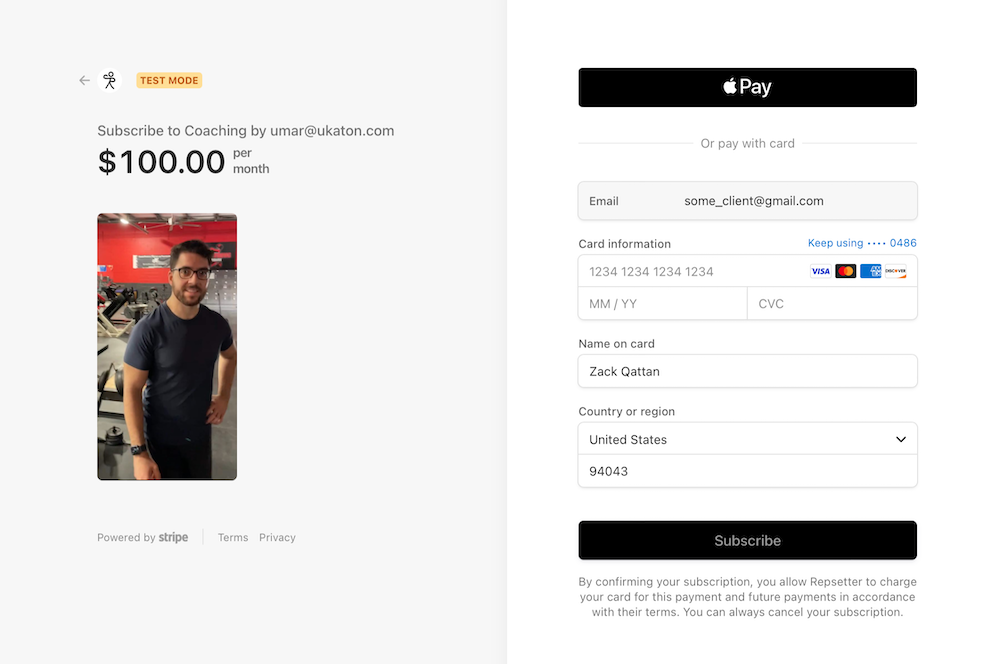 TEST MODE
Subscribe to Coaching by umar@ukaton.com
$100.00 per
month
Powered by stripe
Terms Privacy
Pay
Or pay with card
Email some_client@gmail.com
Card information Keep using •••• 0486
1234 1234 1234 1234 VISA AMEX DISCOVER
MM / YY CVC
Name on card
Zack Qattan
Country or region
United States
94043
Subscribe
By confirming your subscription, you allow Repsetter to charge
your card for this payment and future payments in accordance
with their terms. You can always cancel your subscription.